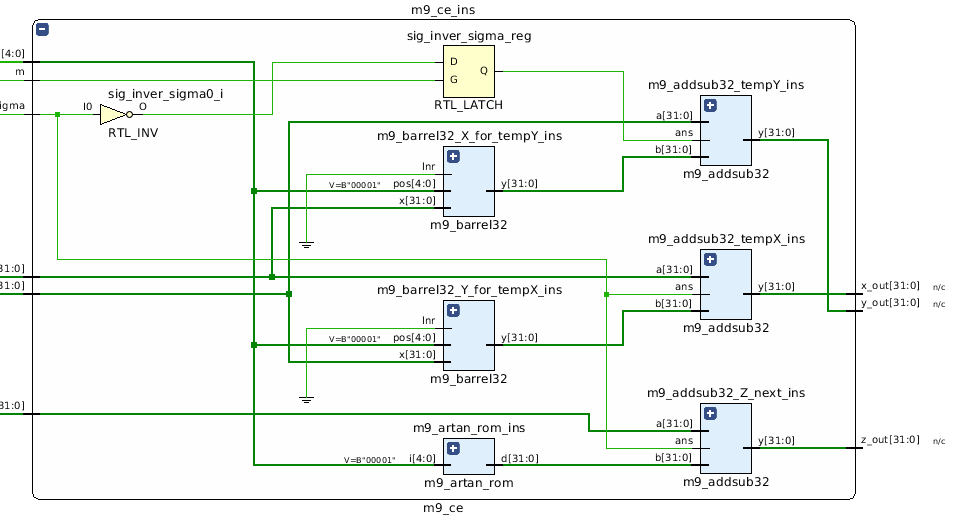 m9_ce_ins
[4:0]
m
igma
sig_inver_sigma0_i
I0
O
RTL_INV
sig_inver_sigma_reg
D
G
Q
RTL_LATCH
m9_barrel32_X_for_tempY_ins
lnr
V=B"00001"
pos[4:0]
x[31:0]
y[31:0]
m9_barrel32
m9_addsub32_tempY_ins
a[31:0]
ans
b[31:0]
y[31:0]
m9_addsub32
31:0]
31:0]
m9_barrel32_Y_for_tempX_ins
lnr
V=B"00001"
pos[4:0]
x[31:0]
y[31:0]
m9_barrel32
m9_addsub32_tempX_ins
a[31:0]
ans
b[31:0]
y[31:0]
m9_addsub32
x_out[31:0] n/c
y_out[31:0] n/c
31:0]
m9_artan_rom_ins
V=B"00001"
i[4:0]
d[31:0]
m9_artan_rom
m9_addsub32_Z_next_ins
a[31:0]
ans
b[31:0]
y[31:0]
m9_addsub32
z_out[31:0] n/c
m9_ce